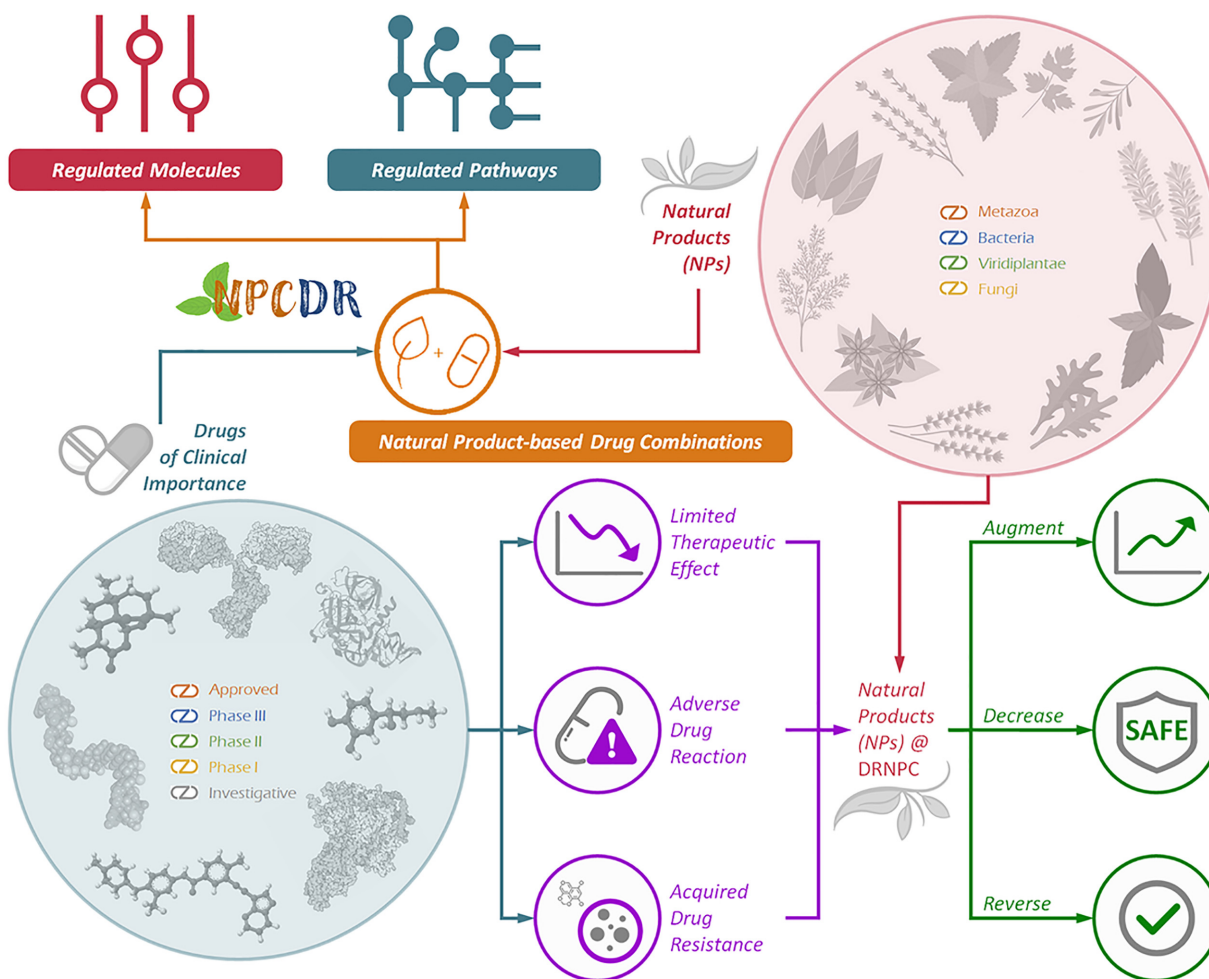 Regulated Molecules
Regulated Pathways
Natural
Products
(NPs)
Metazoa
Bacteria
Viridiplantae
Fungi
NPCDR
+
Natural Product-based Drug Combinations
Drugs
of Clinical
Importance
Approved
Phase III
Phase II
Phase I
Investigative
Limited
Therapeutic
Effect
Adverse
Drug
Reaction
!
Acquired
Drug
Resistance
Natural
Products
(NPs) @
DRNPC
Augment
Decrease
SAFE
Reverse